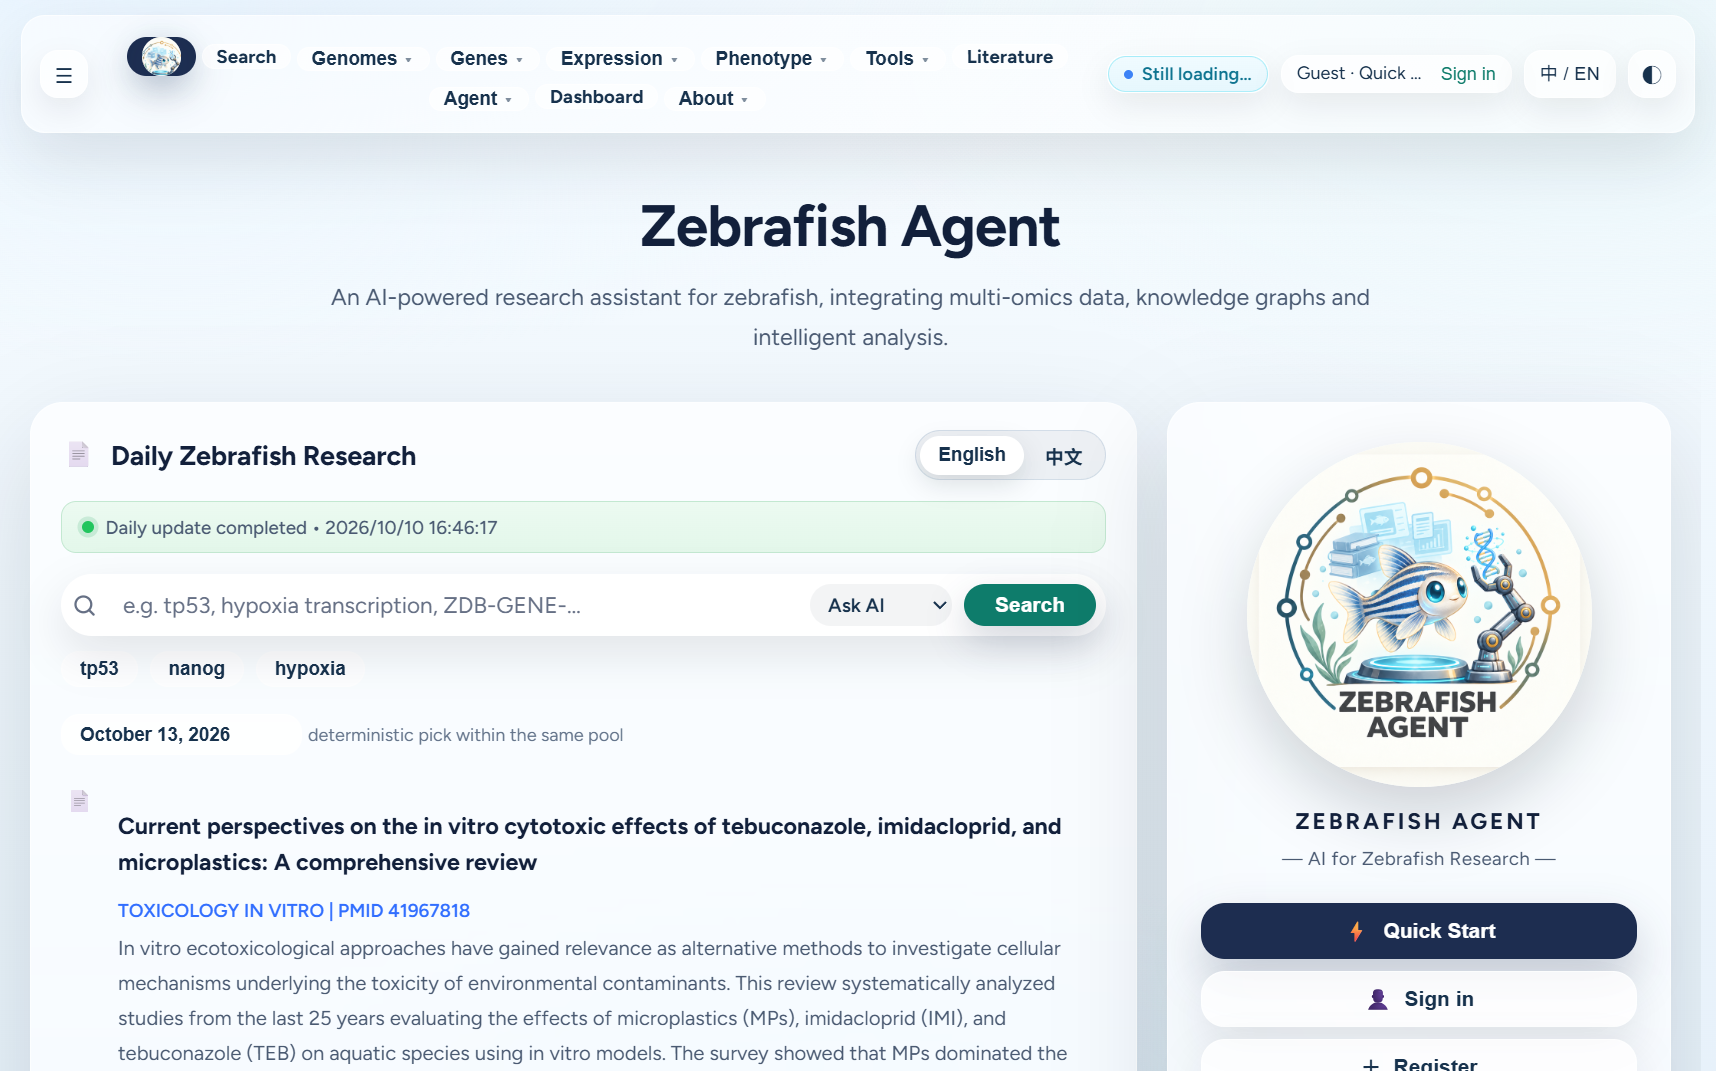 ☰ Search Genomes ▾ Genes ▾ Expression ▾ Phenotype ▾ Tools ▾ Literature
Agent ▾ Dashboard About ▾
Still loading... Guest · Quick ... Sign in 中 / EN
Zebrafish Agent
An AI-powered research assistant for zebrafish, integrating multi-omics data, knowledge graphs and
intelligent analysis.
Daily Zebrafish Research
English 中文
Daily update completed • 2026/10/10 16:46:17
e.g. tp53, hypoxia transcription, ZDB-GENE-... Ask AI Search
tp53 nanog hypoxia
October 13, 2026 deterministic pick within the same pool
Current perspectives on the in vitro cytotoxic effects of tebuconazole, imidacloprid, and
microplastics: A comprehensive review
TOXICOLOGY IN VITRO | PMID 41967818
In vitro ecotoxicological approaches have gained relevance as alternative methods to investigate cellular
mechanisms underlying the toxicity of environmental contaminants. This review systematically analyzed
studies from the last 25 years evaluating the effects of microplastics (MPs), imidacloprid (IMI), and
tebuconazole (TEB) on aquatic species using in vitro models. The survey showed that MPs dominated the
ZEBRAFISH
AGENT
ZEBRAFISH AGENT
— AI for Zebrafish Research —
Quick Start
Sign in
+ Register